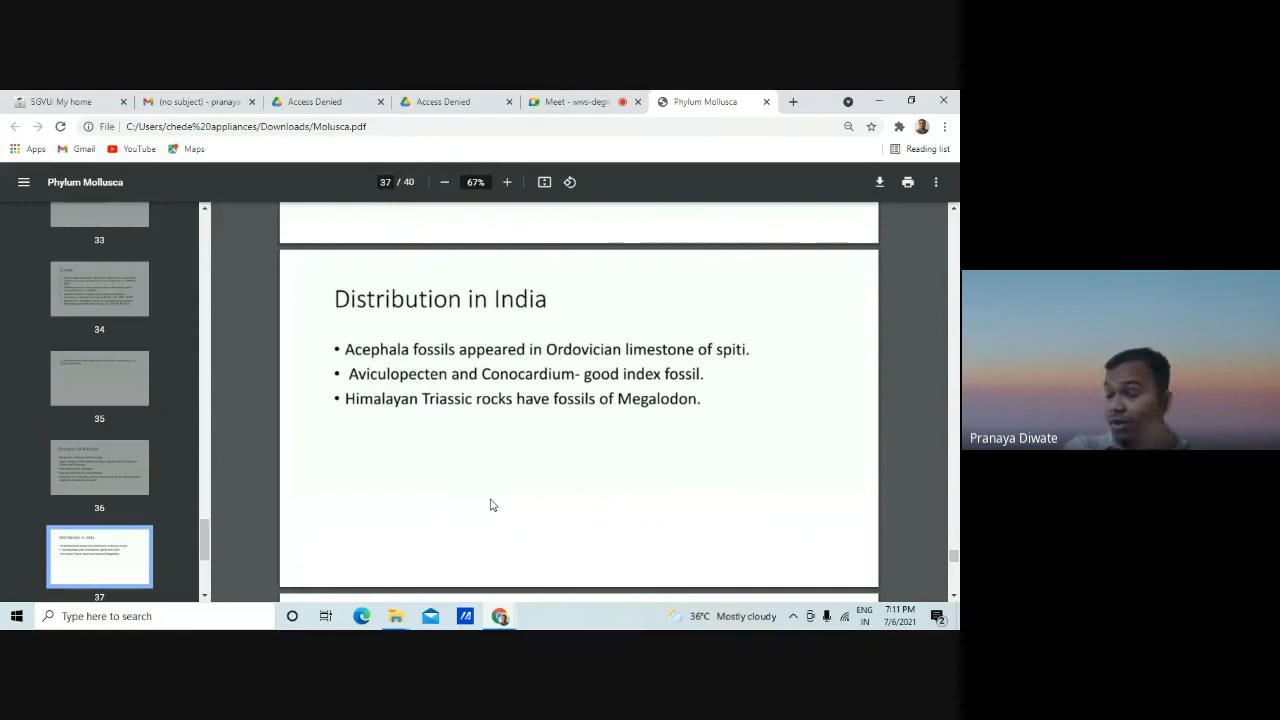 SGVU: My home
(no subject) - pranaya
Access Denied
Access Denied
Meet - wws-degv
Phylum Mollusca
File
C:/Users/chede%20appliances/Downloads/Molusca.pdf
Apps
Gmail
YouTube
Maps
Reading list
Phylum Mollusca
37 / 40
67%
33
34
35
36
37
Distribution in India
• Acephala fossils appeared in Ordovician limestone of spiti.
• Aviculopecten and Conocardium- good index fossil.
• Himalayan Triassic rocks have fossils of Megalodon.
Pranaya Diwate
Type here to search
36°C Mostly cloudy
ENG
IN
7:11 PM
7/6/2021
2